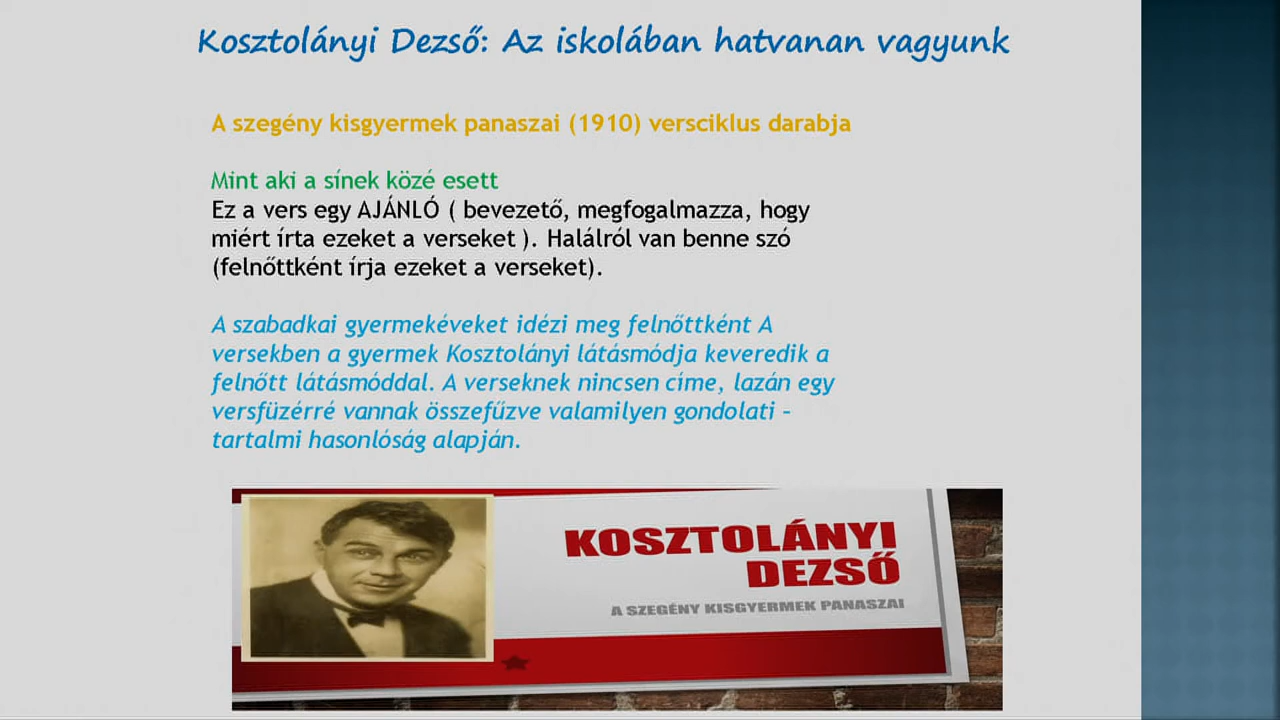 Kosztolányi Dezső: Az iskolában hatvanan vagyunk
A szegény kisgyermek panaszai (1910) versciklus darabja
Mint aki a sínek közé esett
Ez a vers egy AJÁNLÓ ( bevezető, megfogalmazza, hogy
miért írta ezeket a verseket ). Halálról van benne szó
(felnőttként írja ezeket a verseket).
A szabadkai gyermekéveket idézi meg felnőttként A
versekben a gyermek Kosztolányi látásmódja keveredik a
felnőtt látásmóddal. A verseknek nincsen címe, lazán egy
versfüzérré vannak összefűzve valamilyen gondolati –
tartalmi hasonlóság alapján.
KOSZTOLÁNYI
DEZSŐ
A SZEGÉNY KISGYERMEK PANASZAI